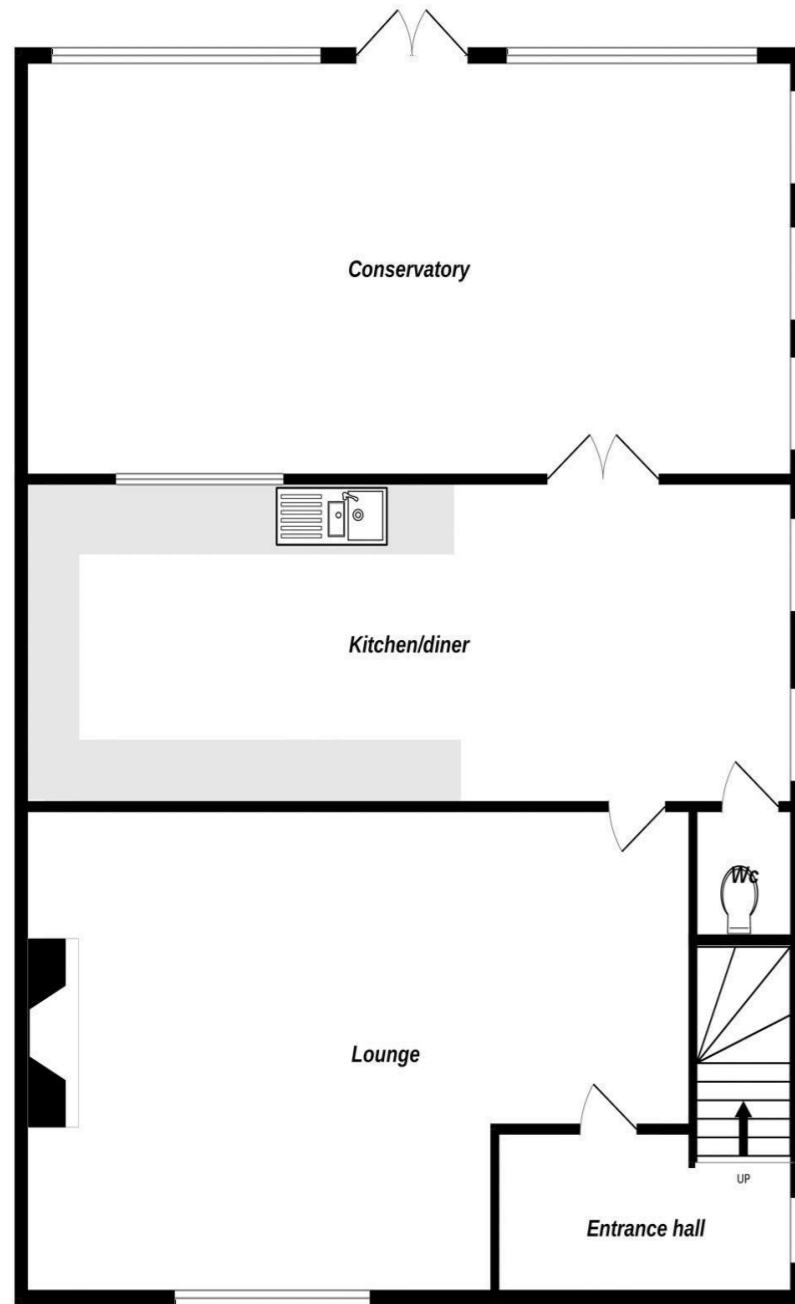 Conservatory
Kitchen/diner
Wc
Lounge
UP
Entrance hall